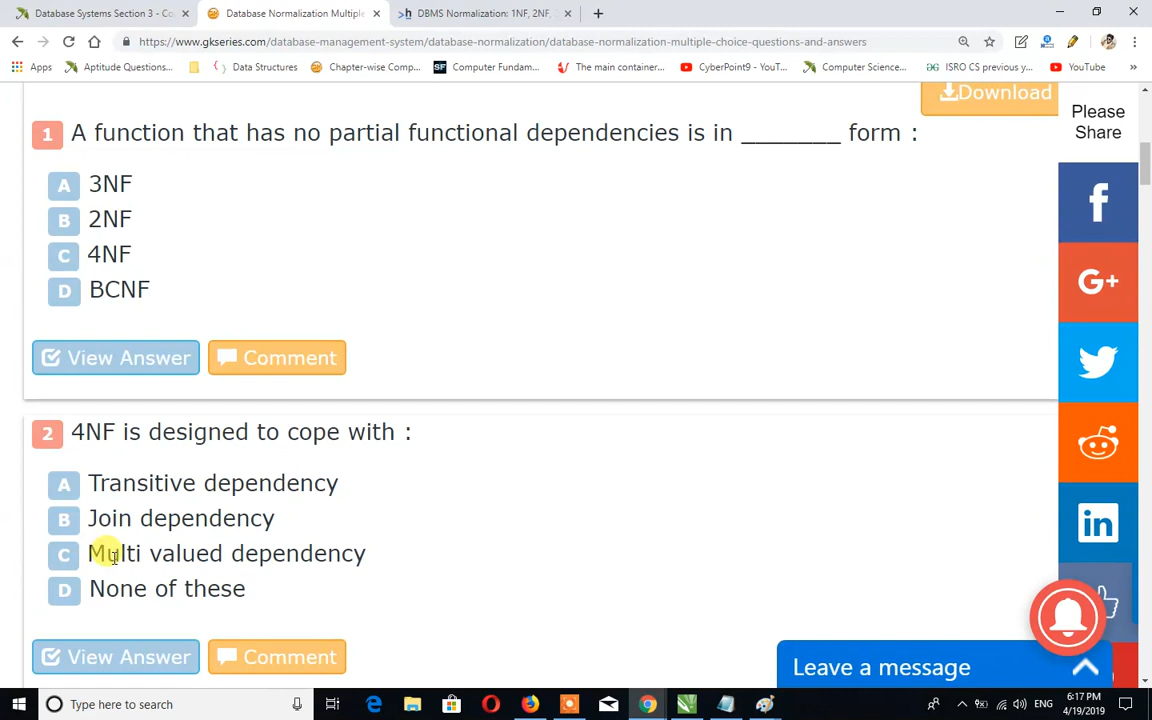 Database Systems Section 3 - Co
Database Normalization Multiple
DBMS Normalization: 1NF, 2NF,
https://www.gkseries.com/database-management-system/database-normalization/database-normalization-multiple-choice-questions-and-answers
Apps
Aptitude Questions...
Data Structures
Chapter-wise Comp...
SF
Computer Fundam...
The main container...
CyberPoint9 - YouT...
Computer Science...
ISRO CS previous y...
YouTube
Download
Please
Share
1 A function that has no partial functional dependencies is in _______ form :
A 3NF
B 2NF
C 4NF
D BCNF
View Answer
Comment
2 4NF is designed to cope with :
A Transitive dependency
B Join dependency
C Multi valued dependency
D None of these
View Answer
Comment
Leave a message
Type here to search
ENG
6:17 PM
4/19/2019